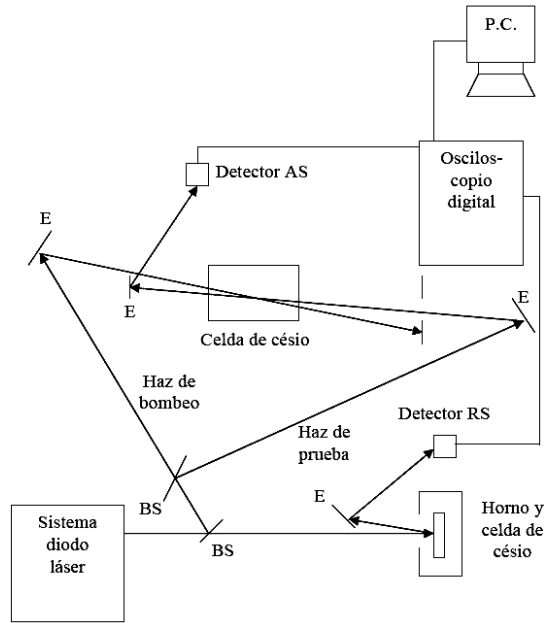 P.C.
Oscilos-
copio
digital
Detector AS
E
E
E
Celda de césio
Haz de
bombeo
Haz de
prueba
Detector RS
BS
E
Sistema
diodo
láser
BS
Horno y
celda de
césio